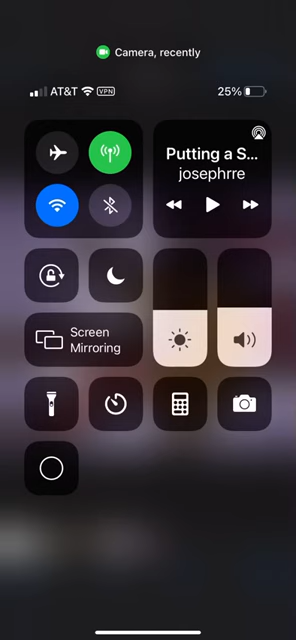 Camera, recently
AT&T VPN 25%
Putting a S...
josephrre
Screen
Mirroring